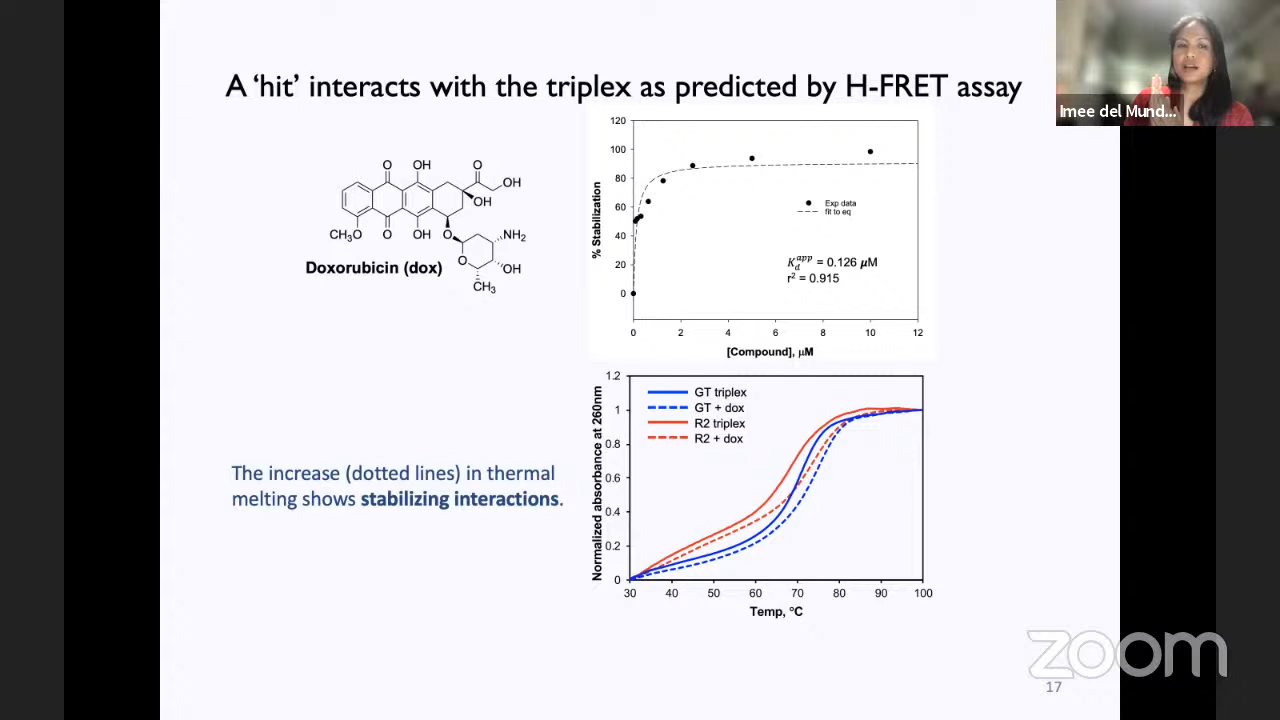 A 'hit' interacts with the triplex as predicted by H-FRET assay
Imee del Mund...
O
OH
O
OH
OH
CH₃O
O
OH
O
NH₂
O
OH
CH₃
Doxorubicin (dox)
120
100
80
60
40
20
0
% Stabilization
Exp data
fit to eq
K_d^app = 0.126 μM
r² = 0.915
0 2 4 6 8 10 12
[Compound], μM
The increase (dotted lines) in thermal
melting shows stabilizing interactions.
1.2
1
0.8
0.6
0.4
0.2
0
Normalized absorbance at 260nm
GT triplex
GT + dox
R2 triplex
R2 + dox
30 40 50 60 70 80 90 100
Temp, °C
zoom
17